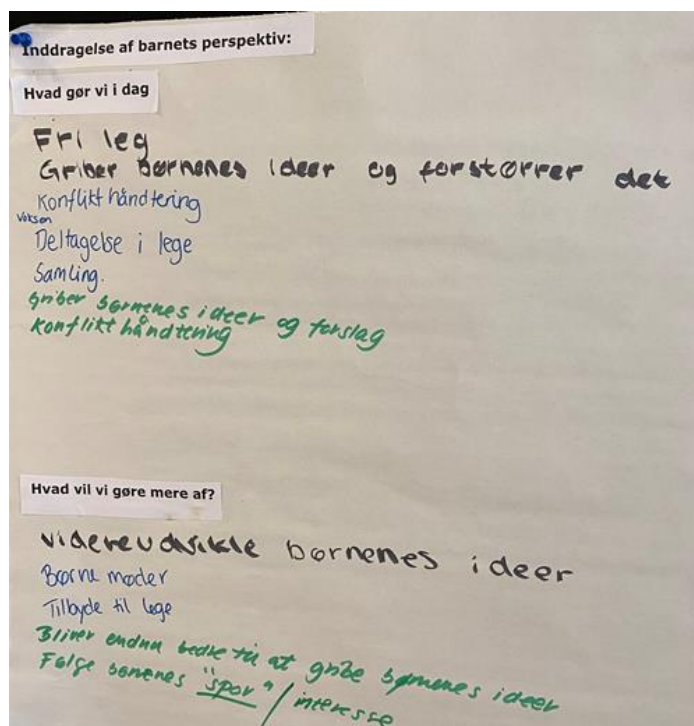 Inddragelse af barnets perspektiv:
Hvad gør vi i dag
Fri leg
Griber børnenes ideer og forstørrer det
Konflikt håndtering
Voksen
Deltagelse i lege
Samling.
Griber børnenes ideer og forslag
Konflikt håndtering
Hvad vil vi gøre mere af?
Videreudvikle børnenes ideer
Børne møder
Tilbyde til lege
Bliver endnu bedre til at gribe børnenes ideer
Følge børnenes "spor" / interesse